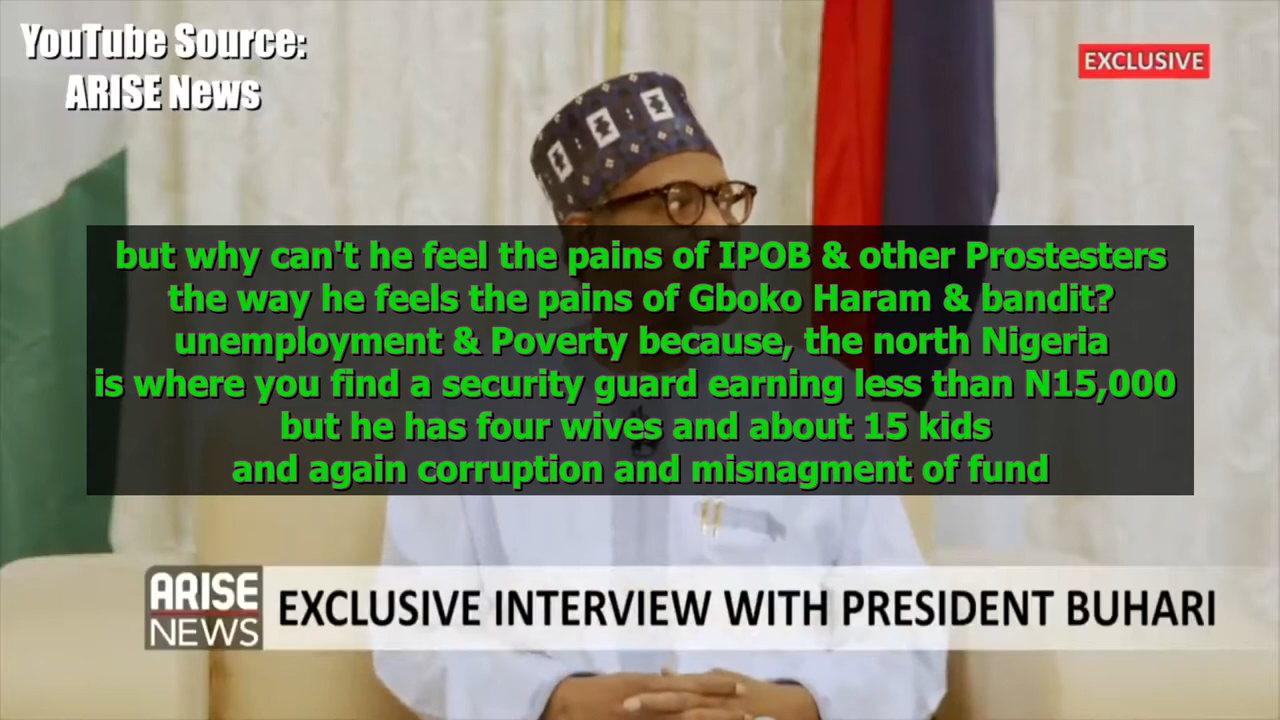 YouTube Source:
ARISE News
EXCLUSIVE
but why can't he feel the pains of IPOB & other Prostesters
the way he feels the pains of Gboko Haram & bandit?
unemployment & Poverty because, the north Nigeria
is where you find a security guard earning less than N15,000
but he has four wives and about 15 kids
and again corruption and misnagment of fund
ARISE
NEWS
EXCLUSIVE INTERVIEW WITH PRESIDENT BUHARI